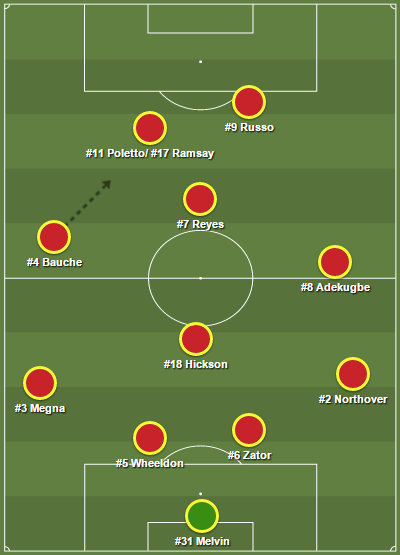 #9 Russo
#11 Poletto/ #17 Ramsay
#7 Reyes
#4 Bauche
#8 Adekugbe
#18 Hickson
#2 Northover
#3 Megna
#6 Zator
#5 Wheeldon
#31 Melvin